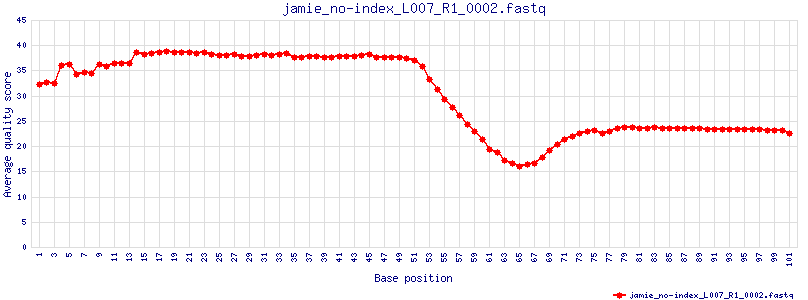 jamie_no-index_L007_R1_0002.fastq
Average quality score
45
40
35
30
25
20
15
10
5
0
1 3 5 7 9 11 13 15 17 19 21 23 25 27 29 31 33 35 37 39 41 43 45 47 49 51 53 55 57 59 61 63 65 67 69 71 73 75 77 79 81 83 85 87 89 91 93 95 97 99 101
Base position
jamie_no-index_L007_R1_0002.fastq